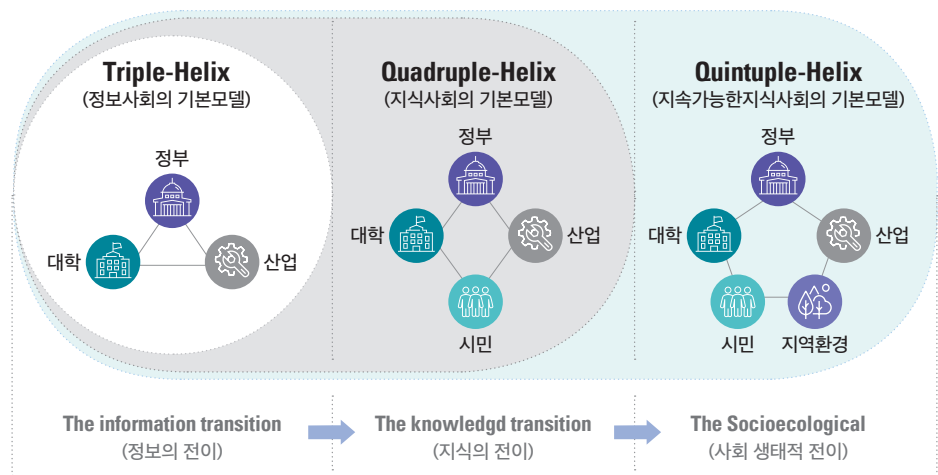 Triple-Helix
(정보사회의 기본모델)
정부
대학
산업
Quadruple-Helix
(지식사회의 기본모델)
정부
대학
산업
시민
Quintuple-Helix
(지속가능한지식사회의 기본모델)
정부
대학
산업
시민
지역환경
The information transition
(정보의 전이)
The knowledgd transition
(지식의 전이)
The Socioecological
(사회 생태적 전이)